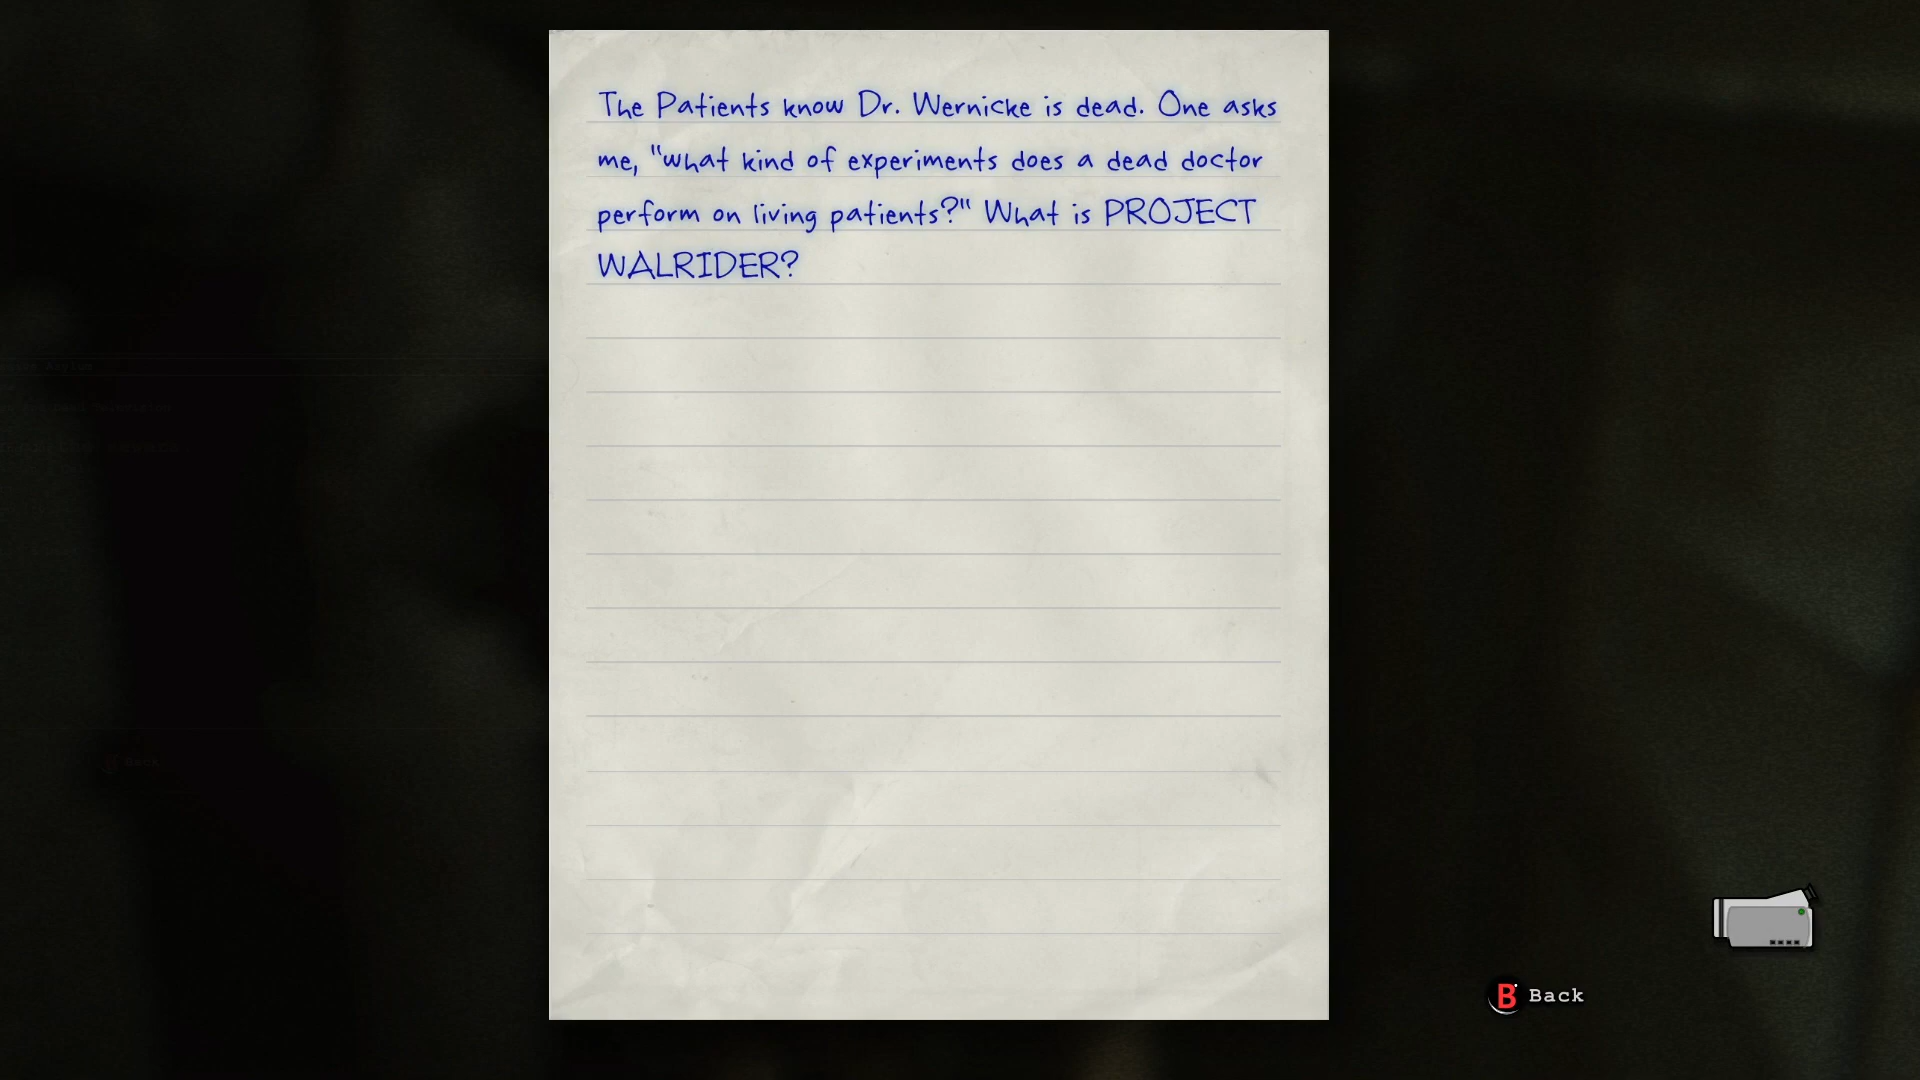 The Patients know Dr. Wernicke is dead. One asks
me, "what kind of experiments does a dead doctor
perform on living patients?" What is PROJECT
WALRIDER?
B Back